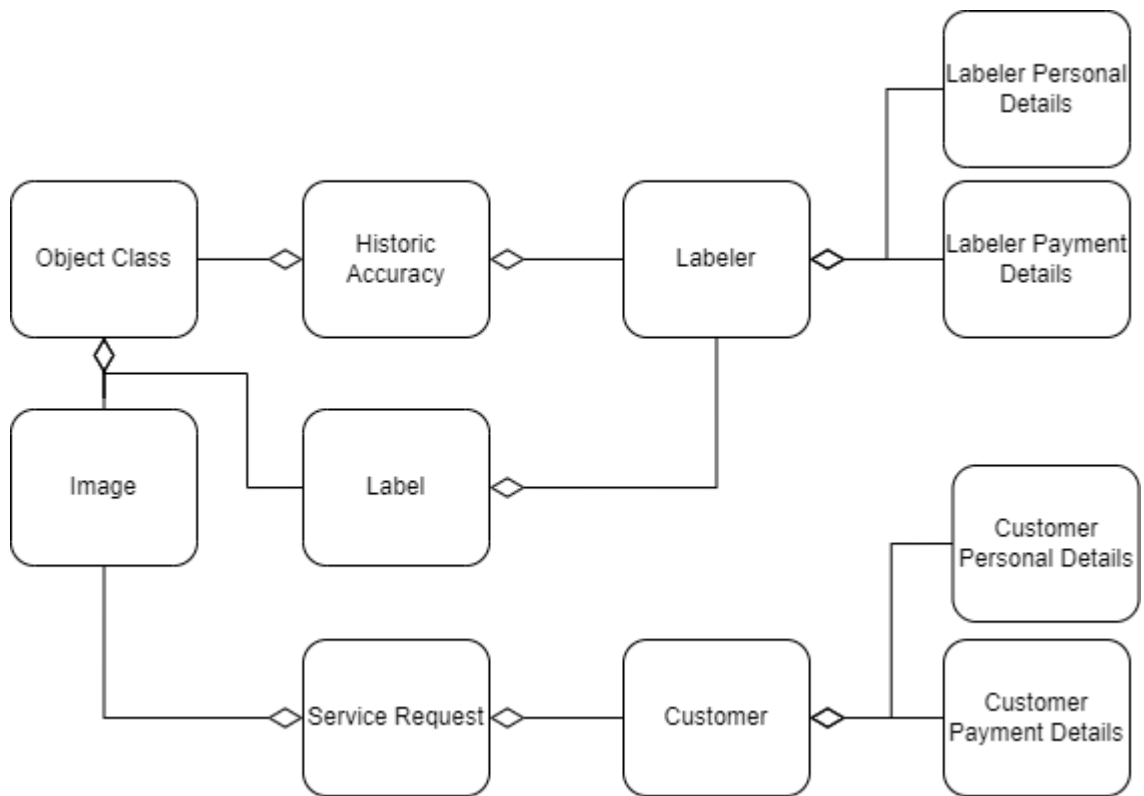 Labeler Personal
Details
Object Class
Historic
Accuracy
Labeler
Labeler Payment
Details
Image
Label
Customer
Personal Details
Service Request
Customer
Customer
Payment Details